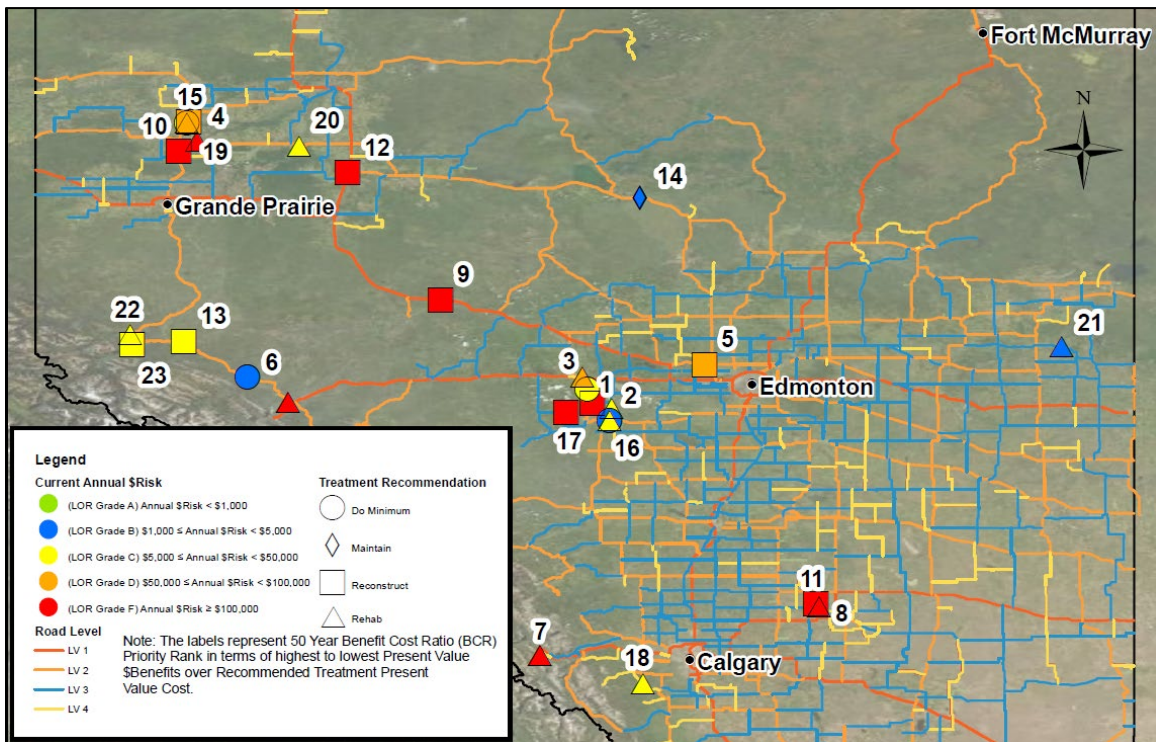 Fort McMurray
N
15
4
10
19
20
12
14
Grande Prairie
9
22
13
23
6
5
21
3
1
2
Edmonton
17
16
11
8
7
18
Calgary
Legend
Current Annual $Risk
(LOR Grade A) Annual $Risk < $1,000
(LOR Grade B) $1,000 ≤ Annual $Risk < $5,000
(LOR Grade C) $5,000 ≤ Annual $Risk < $50,000
(LOR Grade D) $50,000 ≤ Annual $Risk < $100,000
(LOR Grade F) Annual $Risk ≥ $100,000
Road Level
LV 1
LV 2
LV 3
LV 4
Treatment Recommendation
Do Minimum
Maintain
Reconstruct
Rehab
Note: The labels represent 50 Year Benefit Cost Ratio (BCR)
Priority Rank in terms of highest to lowest Present Value
$Benefits over Recommended Treatment Present
Value Cost.